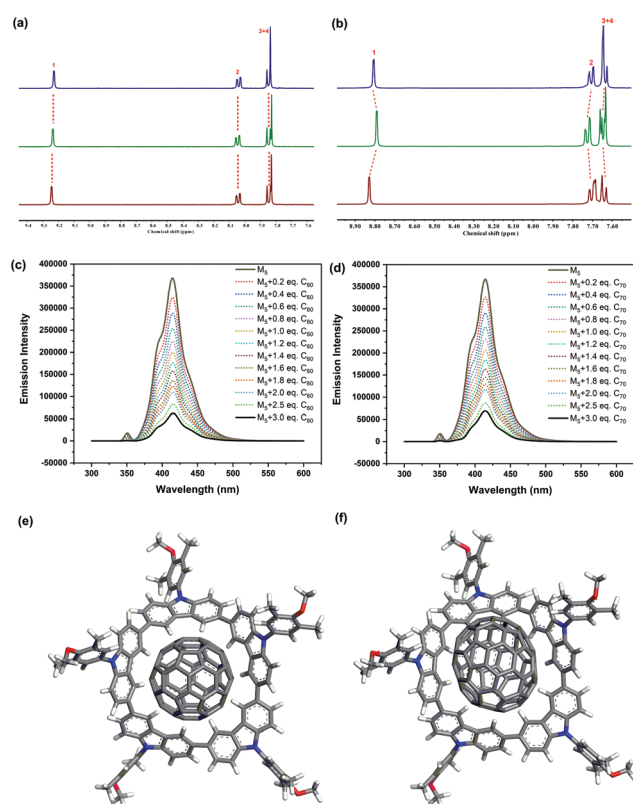 (a)
3+4
1
2
9.4 9.3 9.2 9.1 9.0 8.9 8.8 8.7 8.6 8.5 8.4 8.3 8.2 8.1 8.0 7.9 7.8 7.7 7.6
Chemical shift (ppm)
(b)
3+4
1
2
8.90 8.80 8.70 8.60 8.50 8.40 8.30 8.20 8.10 8.00 7.90 7.80 7.70 7.60
Chemical shift (ppm)
(c)
400000
350000
300000
250000
200000
150000
100000
50000
0
-50000
Emission Intensity
300 350 400 450 500 550 600
Wavelength (nm)
M5
M5+0.2 eq. C60
M5+0.4 eq. C60
M5+0.6 eq. C60
M5+0.8 eq. C60
M5+1.0 eq. C60
M5+1.2 eq. C60
M5+1.4 eq. C60
M5+1.6 eq. C60
M5+1.8 eq. C60
M5+2.0 eq. C60
M5+2.5 eq. C60
M5+3.0 eq. C60
(d)
400000
350000
300000
250000
200000
150000
100000
50000
0
-50000
Emission Intensity
300 350 400 450 500 550 600
Wavelength (nm)
M5
M5+0.2 eq. C70
M5+0.4 eq. C70
M5+0.6 eq. C70
M5+0.8 eq. C70
M5+1.0 eq. C70
M5+1.2 eq. C70
M5+1.4 eq. C70
M5+1.6 eq. C70
M5+1.8 eq. C70
M5+2.0 eq. C70
M5+2.5 eq. C70
M5+3.0 eq. C70
(e)
(f)